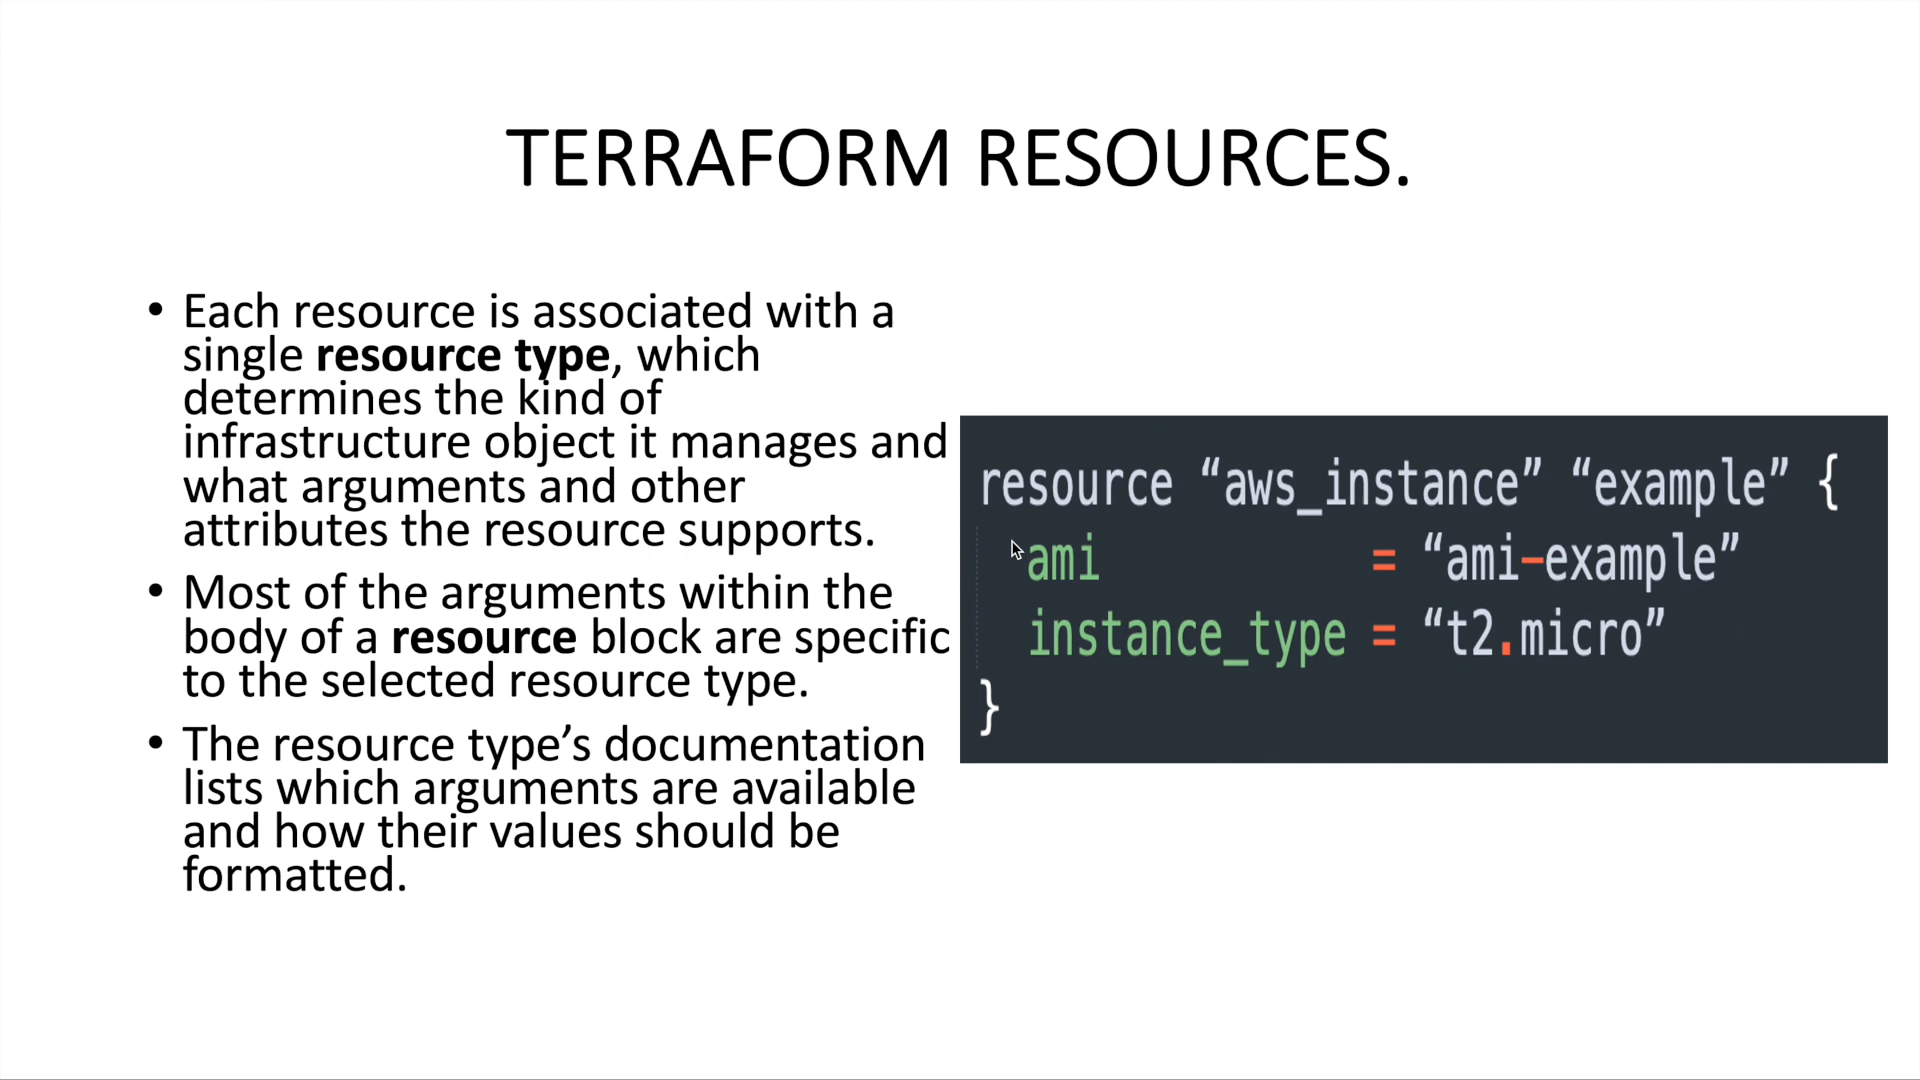 TERRAFORM RESOURCES.
• Each resource is associated with a
single resource type, which
determines the kind of
infrastructure object it manages and
what arguments and other
attributes the resource supports.
• Most of the arguments within the
body of a resource block are specific
to the selected resource type.
• The resource type’s documentation
lists which arguments are available
and how their values should be
formatted.
resource “aws_instance” “example” {
ami = “ami-example”
instance_type = “t2.micro”
}